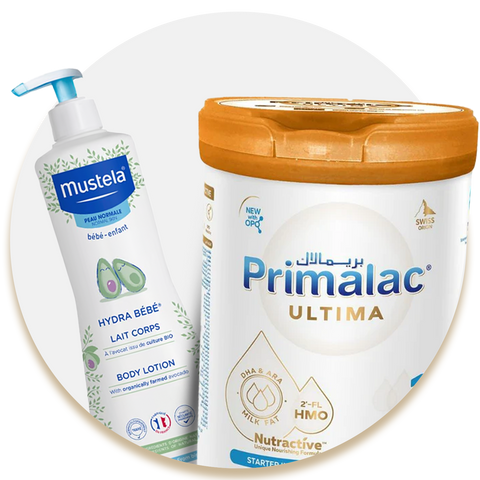 mustela
PEAU NORMALE
bébé - enfant
HYDRA BÉBÉ
LAIT CORPS
À l'avocat issu de culture BIO
BODY LOTION
With organically farmed avocado
NEW
with
OPO
SWISS
ORIGIN
بريمالاك
Primalac®
ULTIMA
DHA & ARA
MILK FAT
2'-FL
HMO
Nutractive™
Unique Nourishing Formula
STARTER